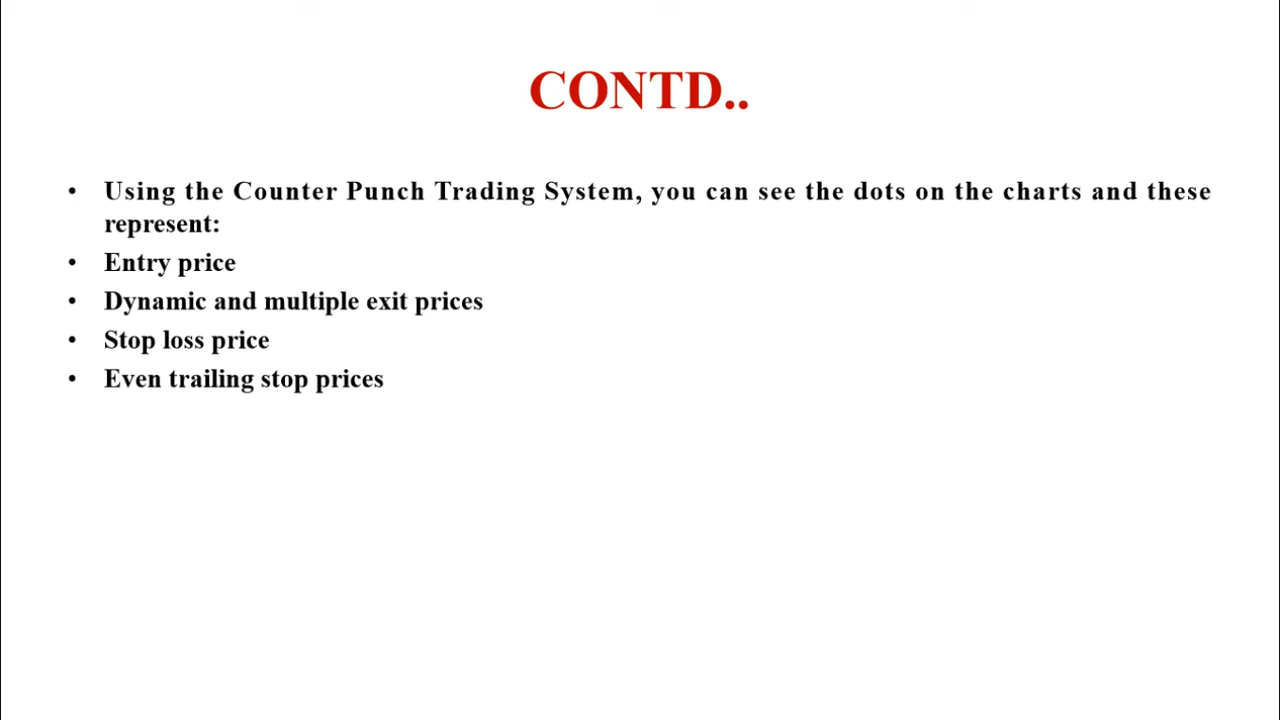 CONTD..
• Using the Counter Punch Trading System, you can see the dots on the charts and these
represent:
• Entry price
• Dynamic and multiple exit prices
• Stop loss price
• Even trailing stop prices